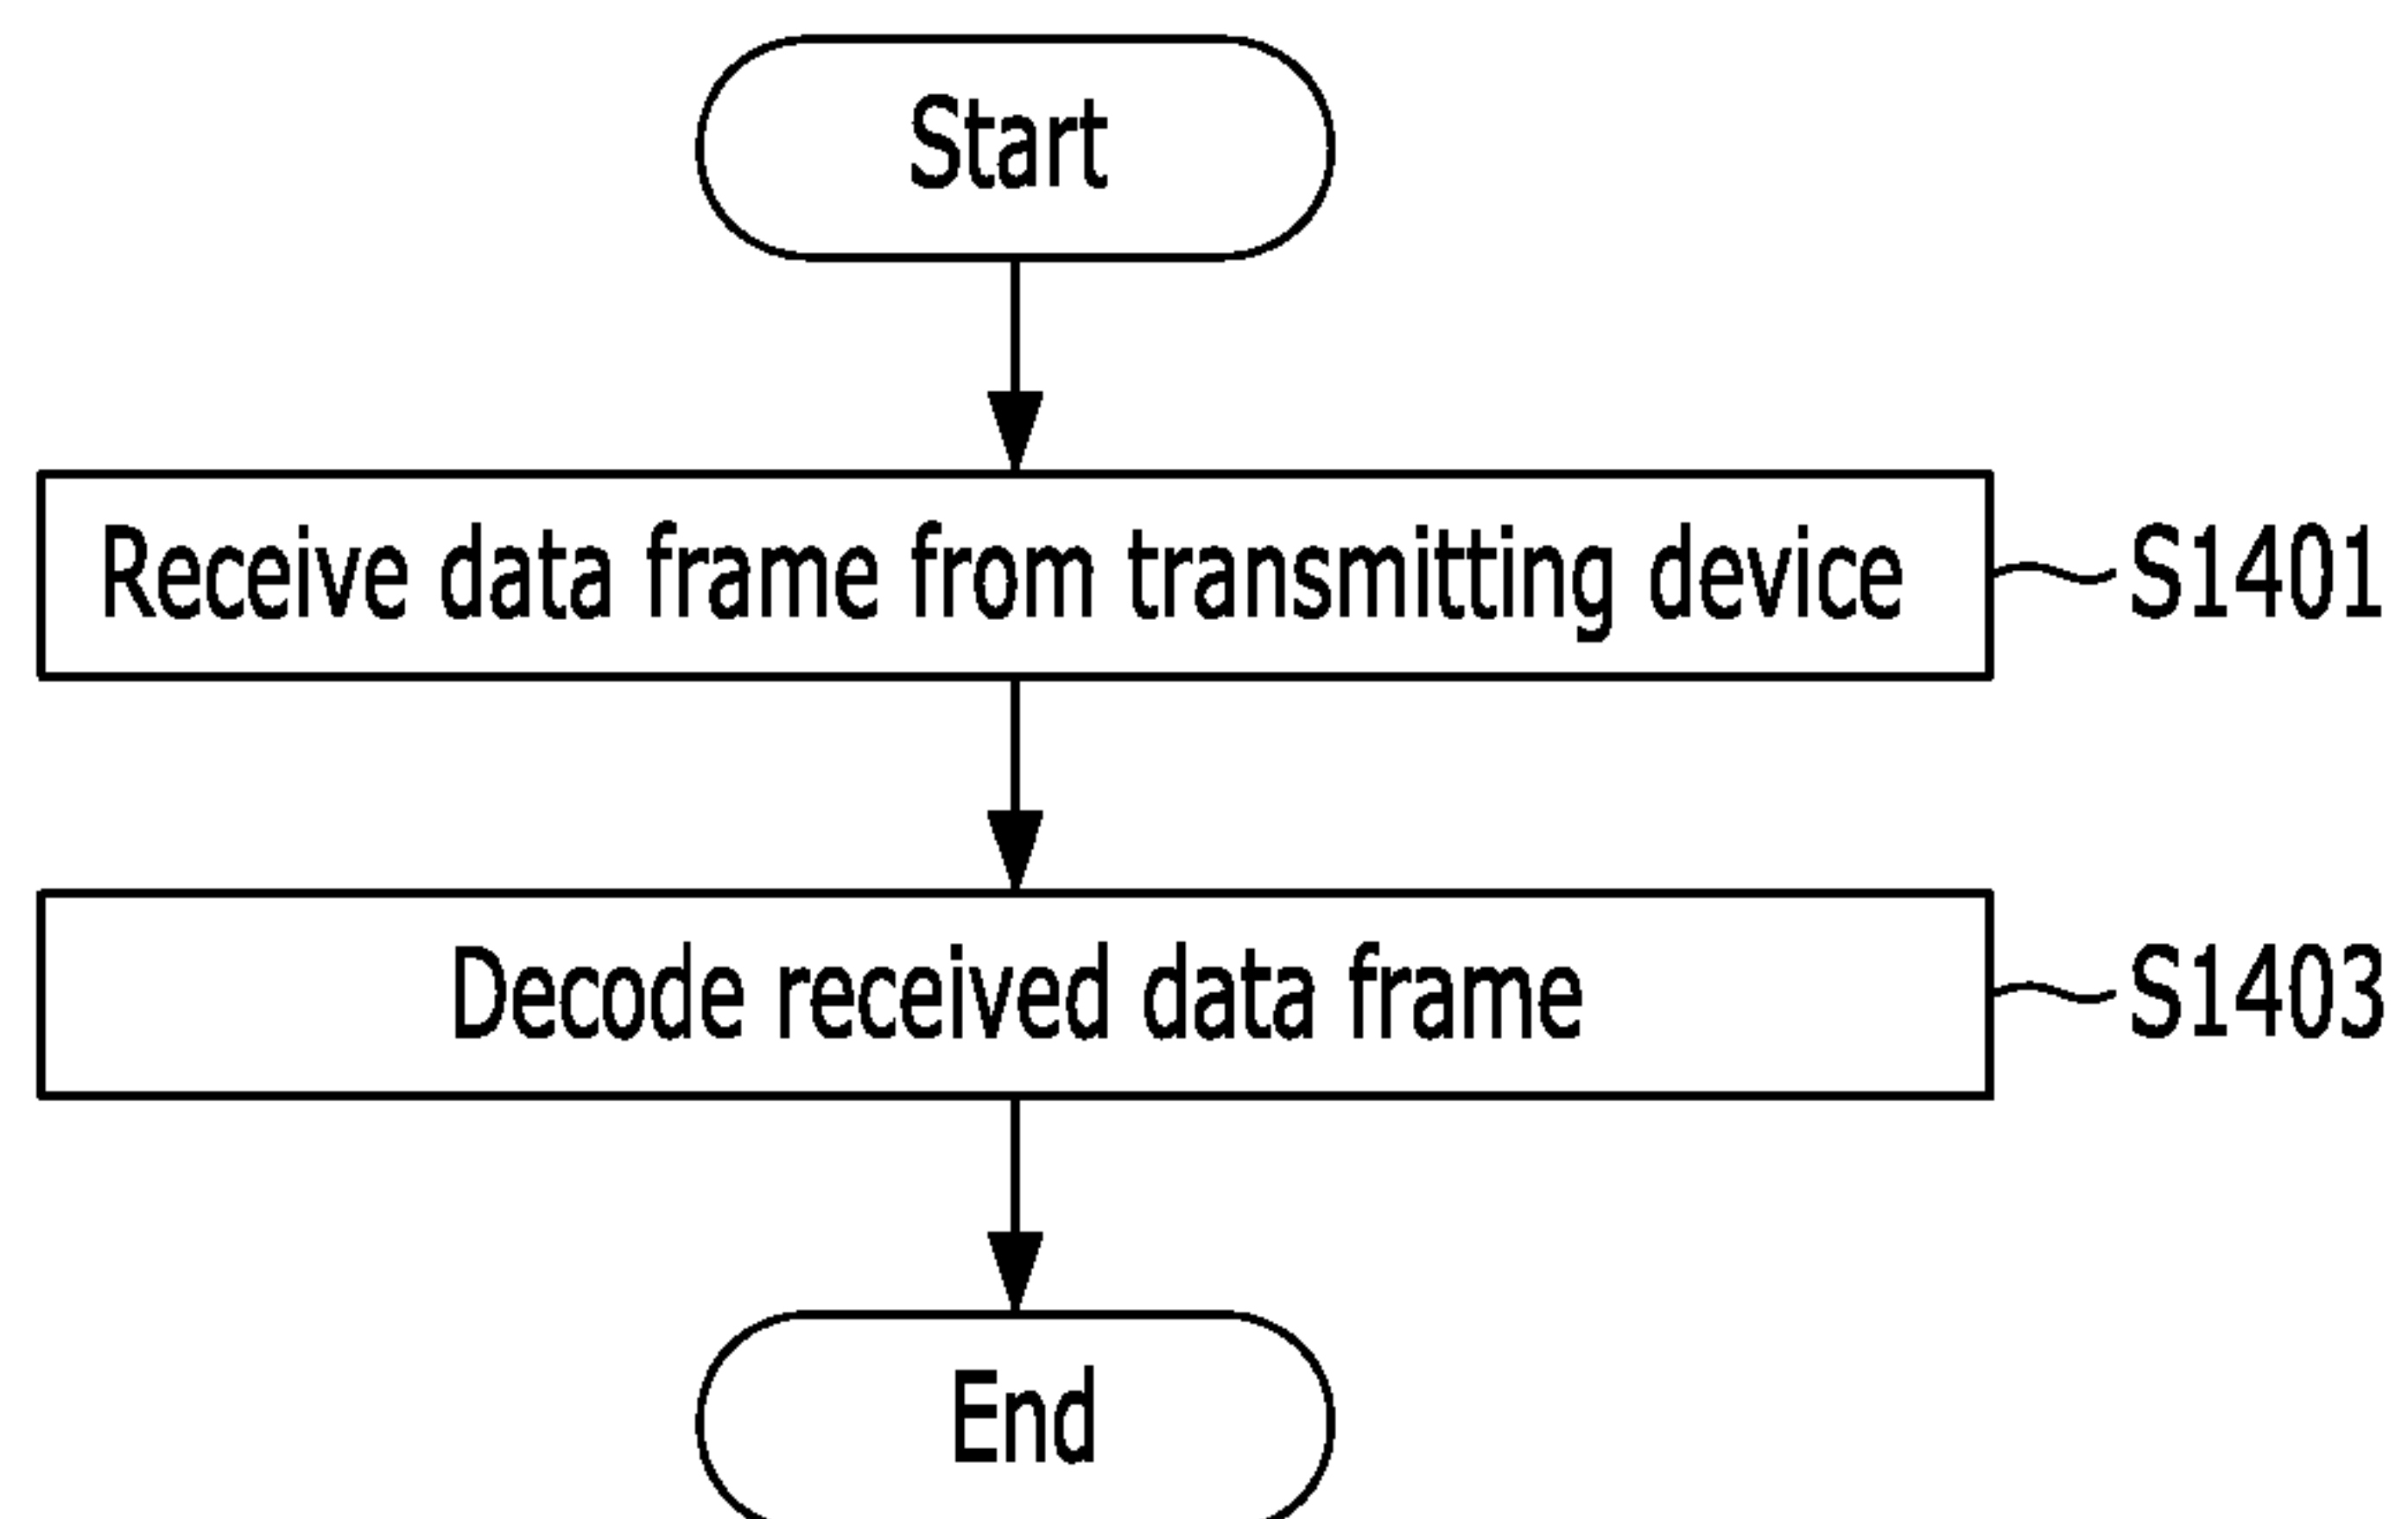 Start
Receive data frame from transmitting device
S1401
Decode received data frame
S1403
End